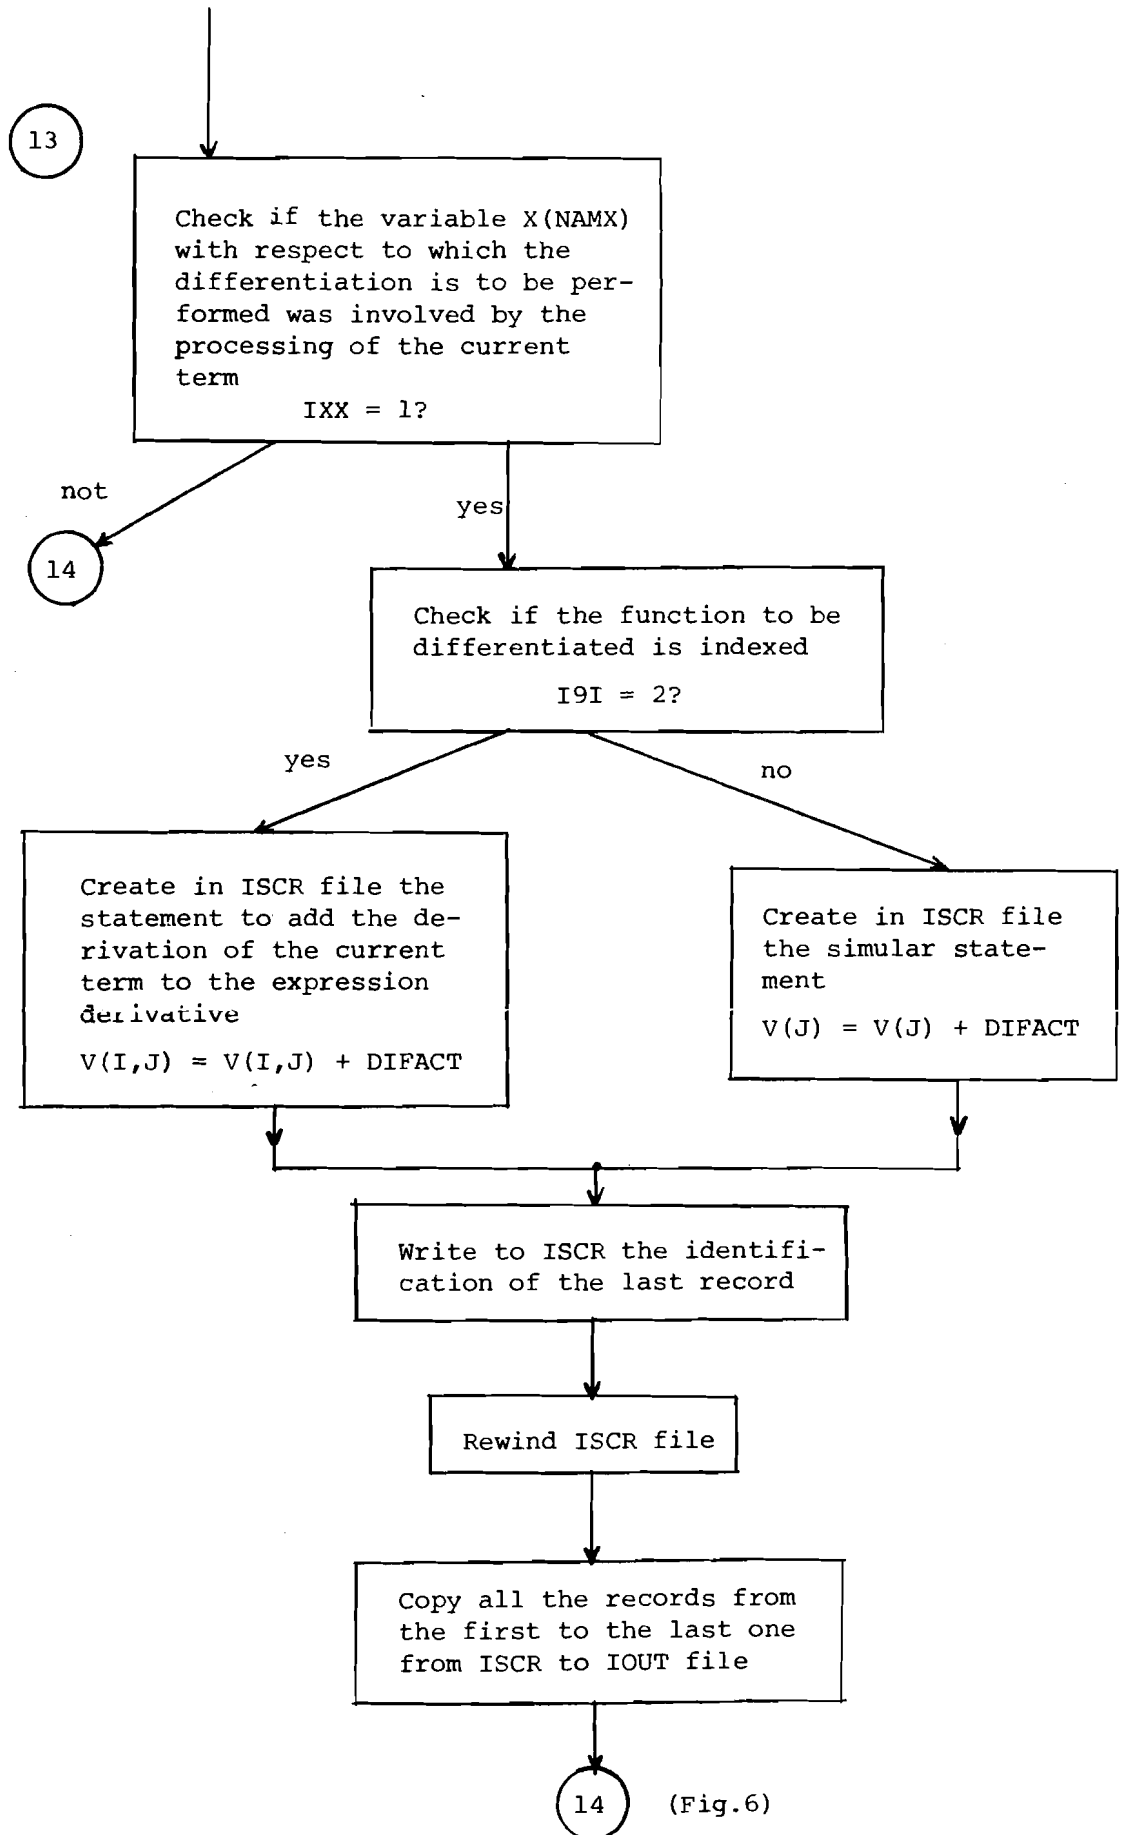 13
Check if the variable X(NAMX)
with respect to which the
differentiation is to be per-
formed was involved by the
processing of the current
term
IXX = 1?
not
yes
14
Check if the function to be
differentiated is indexed
I9I = 2?
yes
no
Create in ISCR file the
statement to add the de-
rivation of the current
term to the expression
derivative
V(I,J) = V(I,J) + DIFACT
Create in ISCR file
the simular state-
ment
V(J) = V(J) + DIFACT
Write to ISCR the identifi-
cation of the last record
Rewind ISCR file
Copy all the records from
the first to the last one
from ISCR to IOUT file
14 (Fig.6)